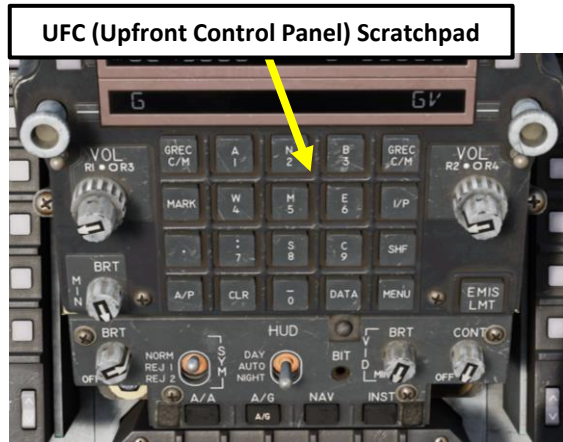 UFC (Upfront Control Panel) Scratchpad
G GV
VOL
R1 R3
GREC C/M
A 1
N 2
B 3
GREC C/M
VOL
R2 R4
MARK
W 4
M 5
E 6
I/P
.
: 7
S 8
C 9
SHF
BRT
MIN
A/P
CLR
– 0
DATA
MENU
EMIS LMT
BRT
OFF
NORM
REJ 1
REJ 2
SYM
HUD
DAY
AUTO
NIGHT
BIT
VID
BRT
MIN
CONT
OFF
A/A
A/G
NAV
INST
A/G